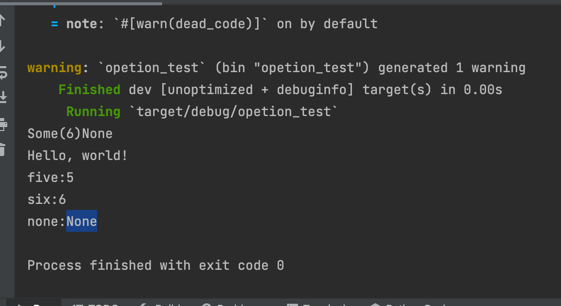 = note: `#[warn(dead_code)]` on by default
warning: `opetion_test` (bin "opetion_test") generated 1 warning
Finished dev [unoptimized + debuginfo] target(s) in 0.00s
Running `target/debug/opetion_test`
Some(6)None
Hello, world!
five:5
six:6
none:None
Process finished with exit code 0